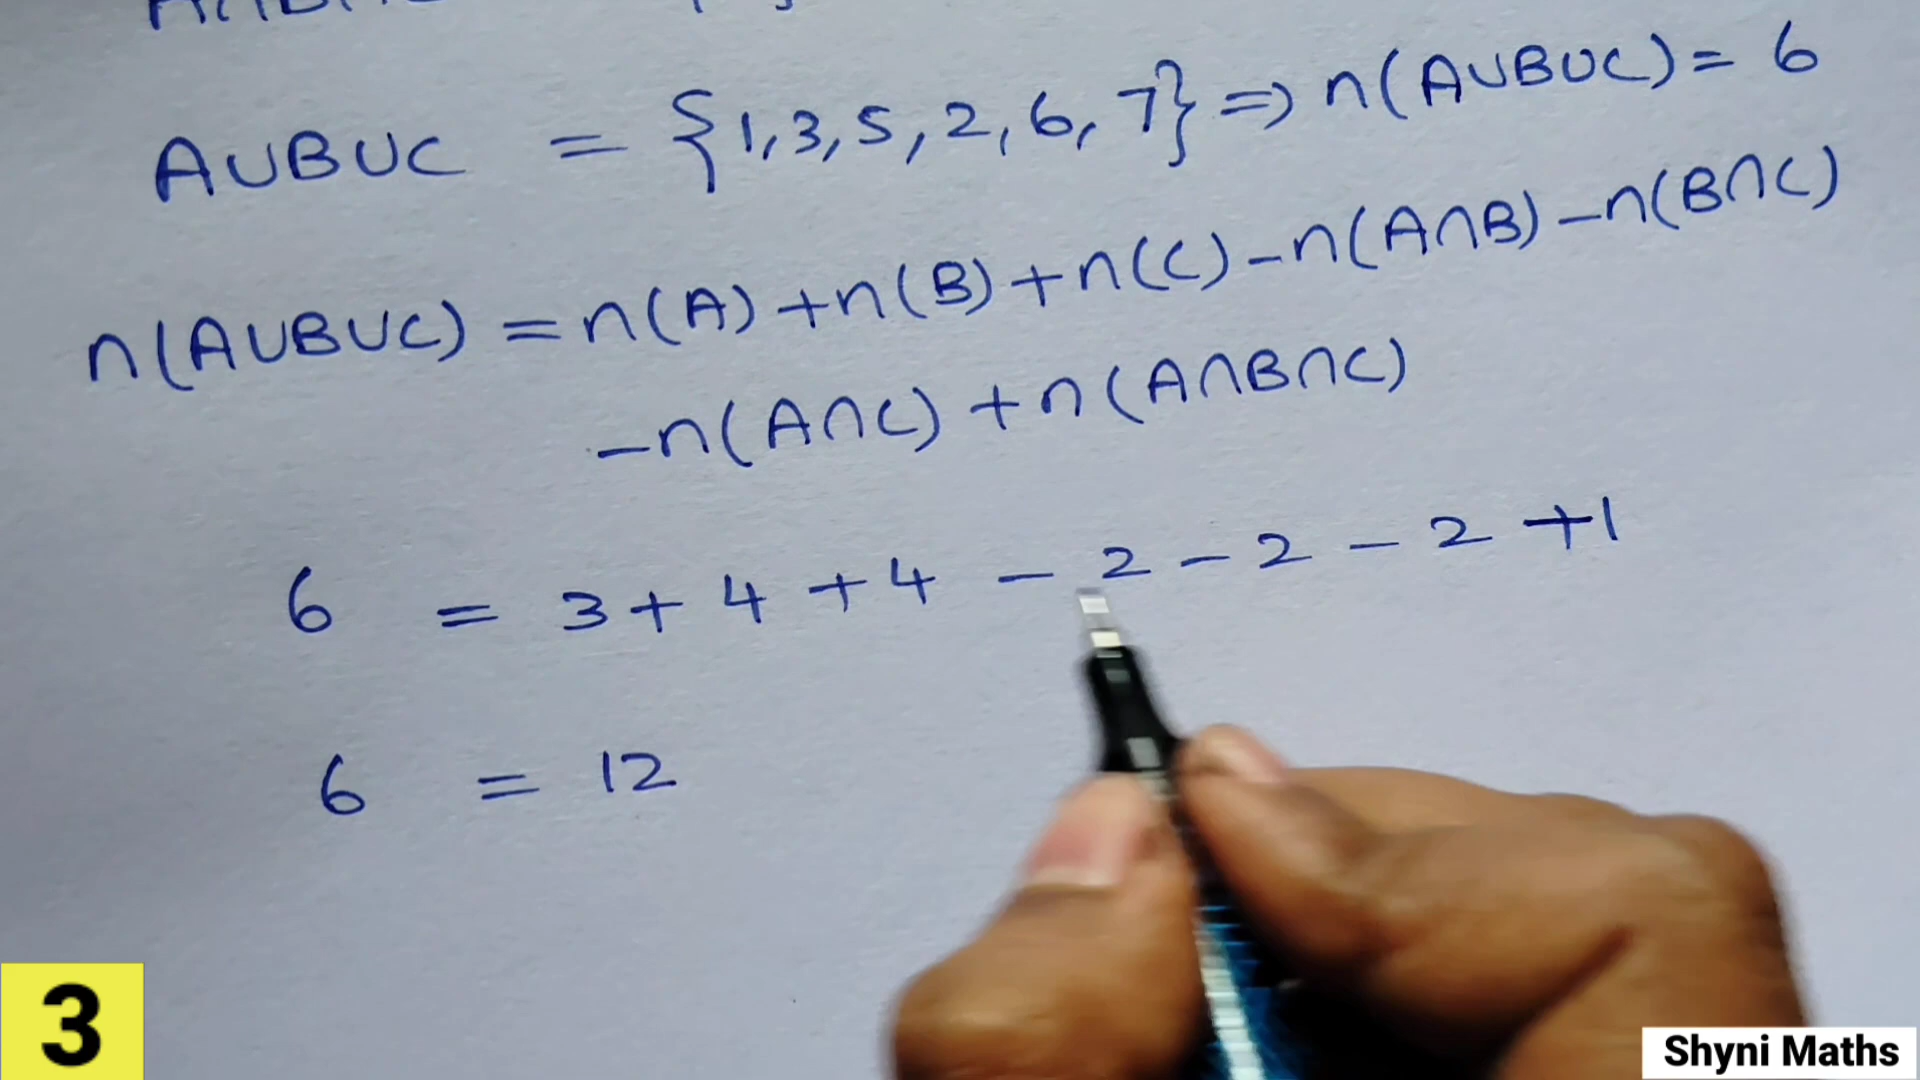 A∪B∪C = {1,3,5,2,6,7} ⇒ n(A∪B∪C) = 6
n(A∪B∪C) = n(A) + n(B) + n(C) - n(A∩B) - n(B∩C)
- n(A∩C) + n(A∩B∩C)
6 = 3 + 4 + 4 - 2 - 2 - 2 + 1
6 = 12
3
Shyni Maths